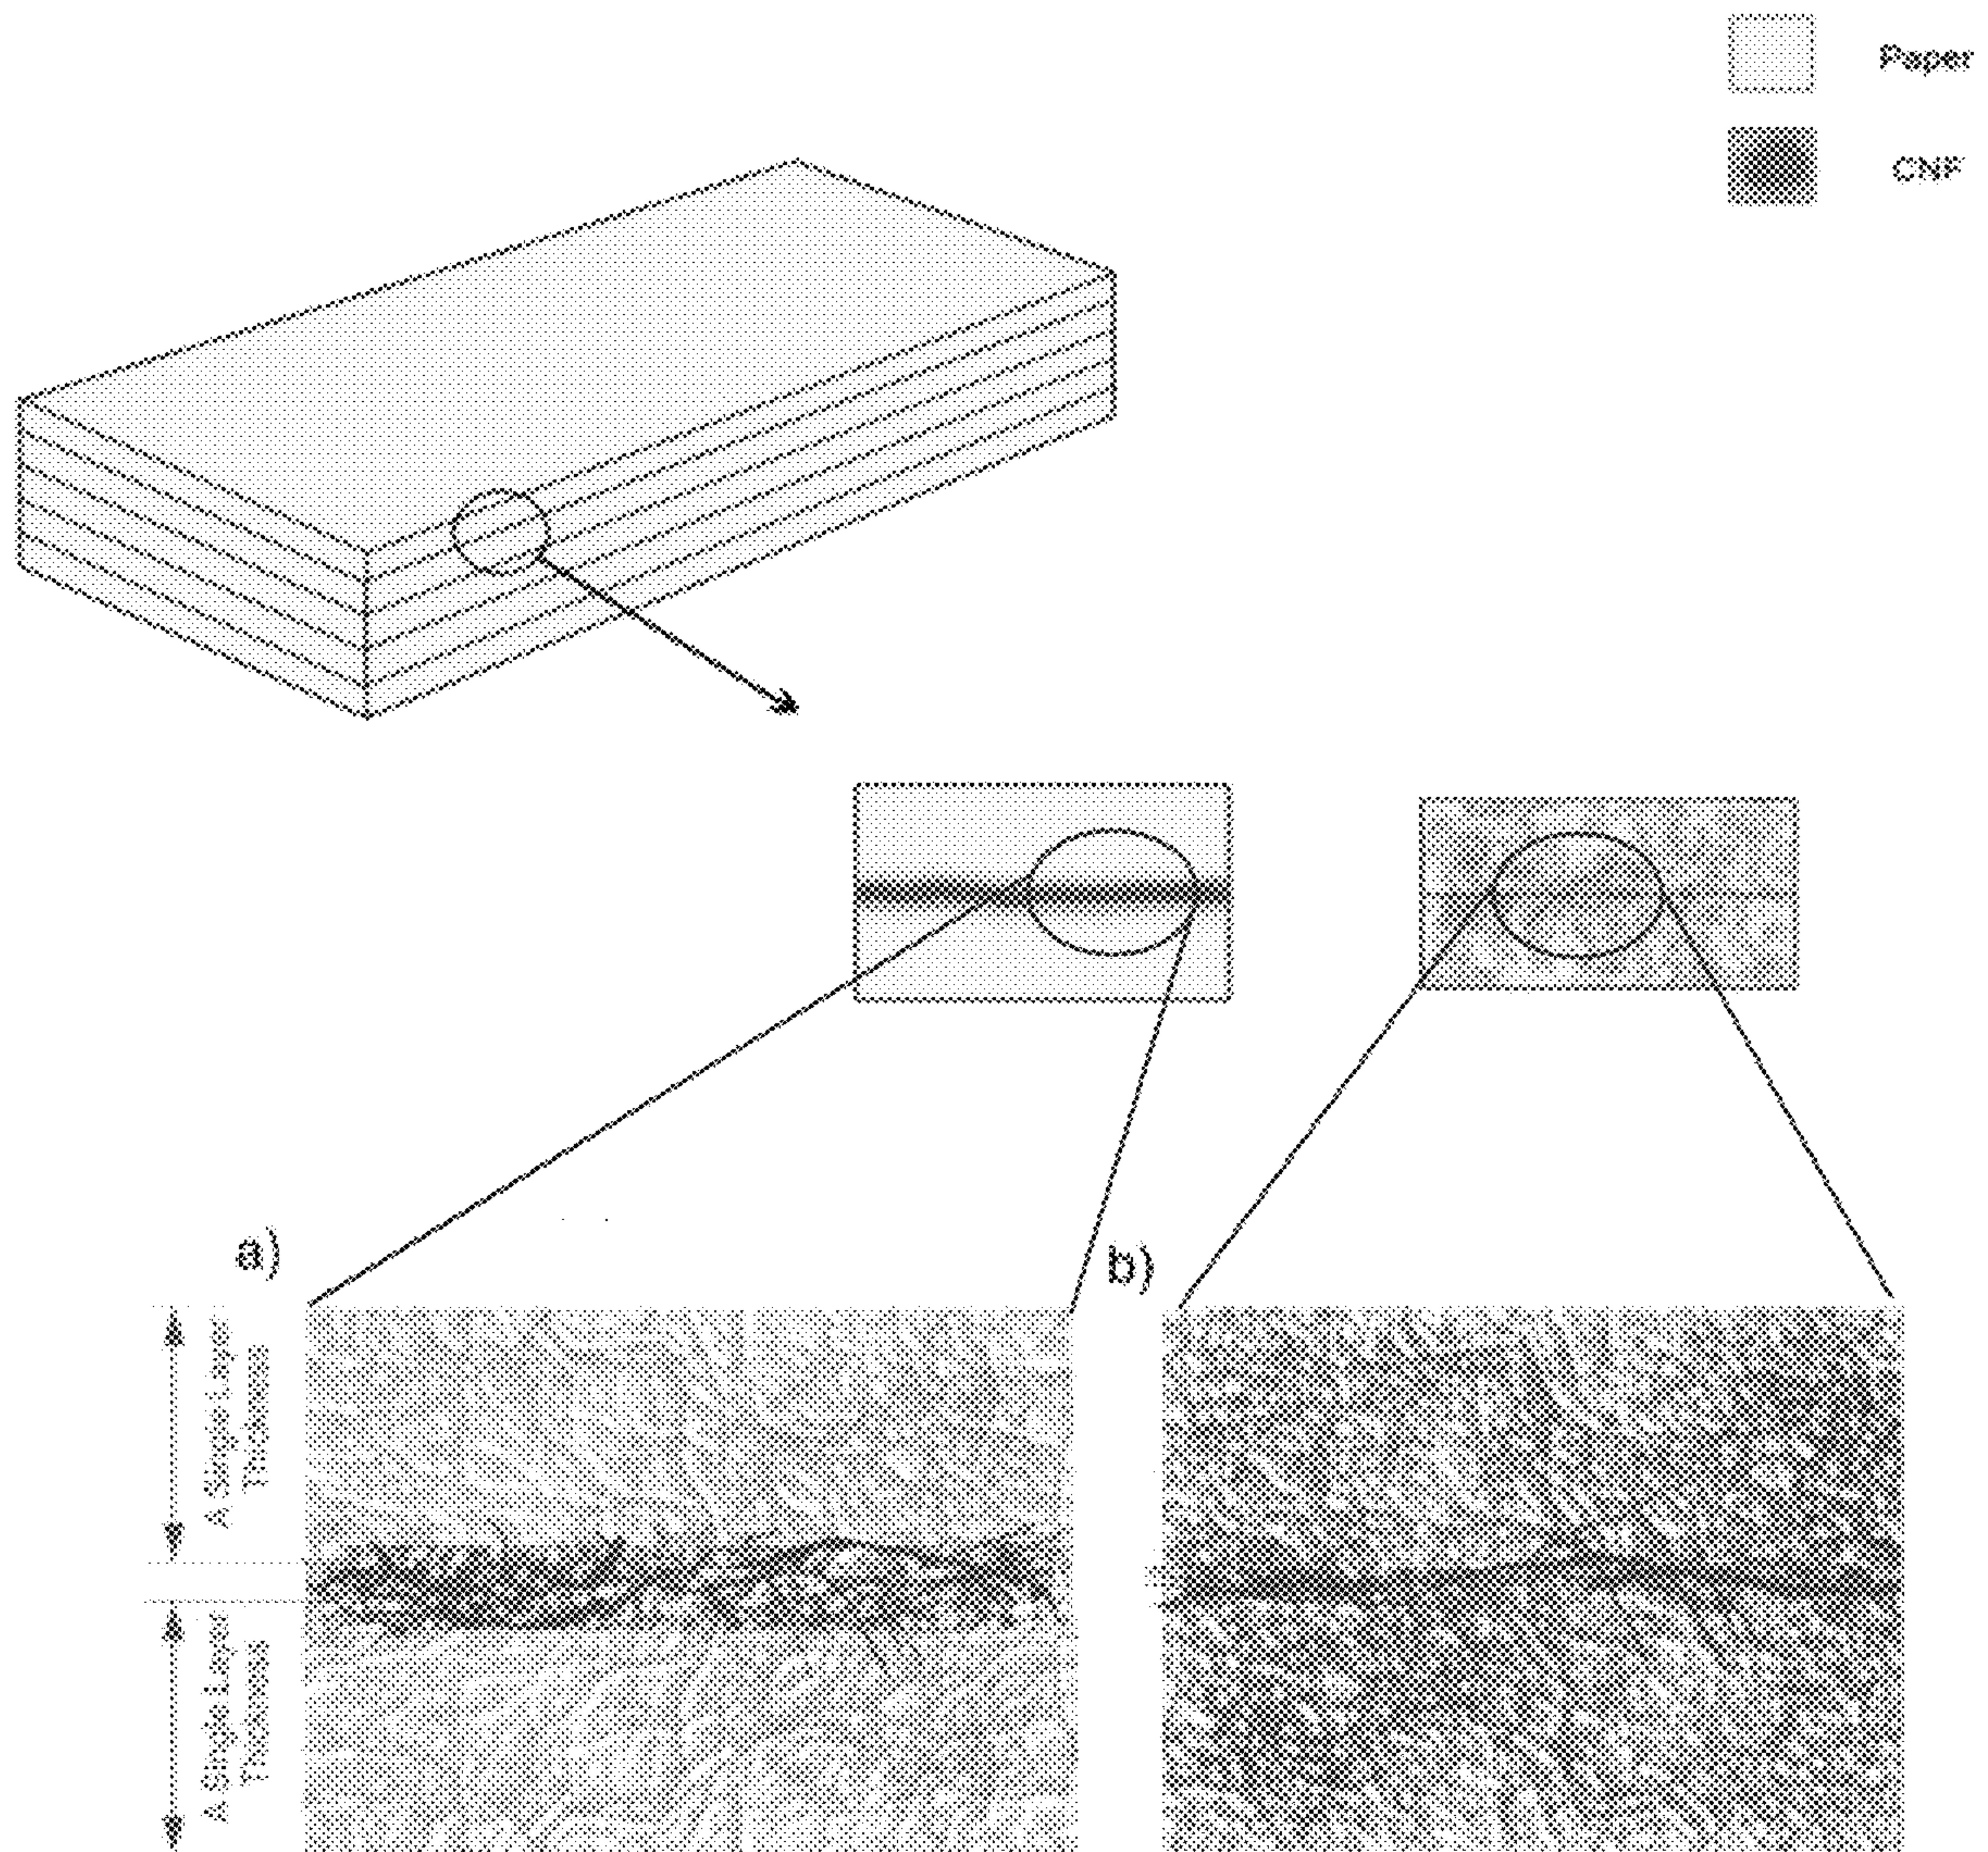 Paper
CNF
a)
b)
A Single Layer
Thickness
A Single Layer
Thickness